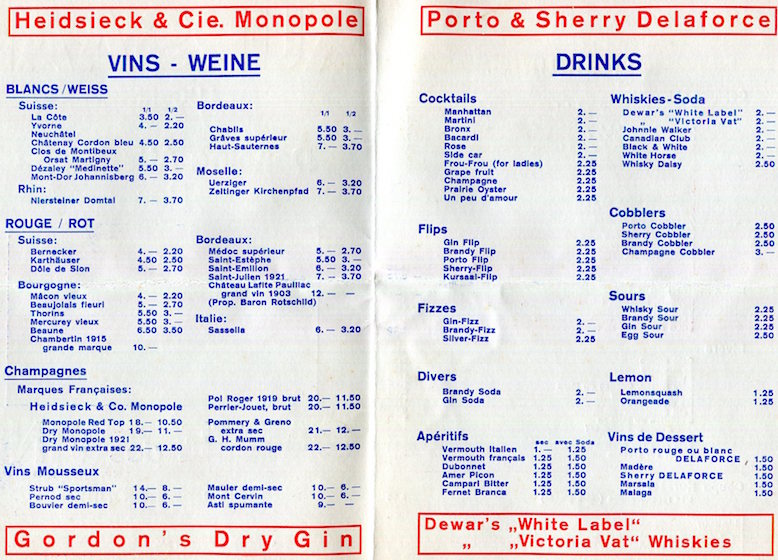 Heidsieck & Cie. Monopole
VINS - WEINE
BLANCS/WEISS
Suisse: 1/1 1/2
La Côte 3.50 2.—
Yvorne 4.— 2.20
Neuchâtel
Châtenay Cordon bleu 4.50 2.50
Clos de Montibeux
Orsat Martigny 5.— 2.70
Dézaley "Medinette" 5.50 3.—
Mont-Dor Johannisberg 6.— 3.20
Rhin:
Niersteiner Domtal 7.— 3.70
Bordeaux: 1/1 1/2
Chablis 5.50 3.—
Grâves supérieur 5.50 3.—
Haut-Sauternes 7.— 3.70
Moselle:
Uerziger 6.— 3.20
Zeltinger Kirchenpfad 7.— 3.70
ROUGE / ROT
Suisse:
Bernecker 4.— 2.20
Karthäuser 4.50 2.50
Dôle de Sion 5.— 2.70
Bourgogne:
Mâcon vieux 4.— 2.20
Beaujolais fleuri 5.— 2.70
Thorins 5.50 3.—
Mercurey vieux 5.50 3.—
Beaune 6.50 3.50
Chambertin 1915
grande marque 10.—
Bordeaux:
Médoc supérieur 5.— 2.70
Saint-Estèphe 5.50 3.—
Saint-Emilion 6.— 3.20
Saint-Julien 1921 7.— 3.70
Château Lafite Pauillac
grand vin 1903 12.— —
(Prop. Baron Rotschild)
Italie:
Sassella 6.— 3.20
Champagnes
Marques Françaises:
Heidsieck & Co. Monopole
Monopole Red Top 18.— 10.50
Dry Monopole 19.— 11.—
Dry Monopole 1921
grand vin extra sec 22.— 12.50
Pol Roger 1919 brut 20.— 11.50
Perrier-Jouet, brut 20.— 11.50
Pommery & Greno
extra sec 21.— 12.—
G. H. Mumm
cordon rouge 22.— 12.50
Vins Mousseux
Strub "Sportsman" 14.— 8.—
Pernod sec 10.— 6.—
Bouvier demi-sec 10.— 6.—
Mauler demi-sec 10.— 6.—
Mont Cervin 10.— 6.—
Asti spumante 9.— —
Gordon's Dry Gin
Porto & Sherry Delaforce
DRINKS
Cocktails
Manhattan 2.—
Martini 2.—
Bronx 2.—
Bacardi 2.—
Rose 2.—
Side car 2.—
Frou-Frou (for ladies) 2.25
Grape fruit 2.25
Champagne 2.25
Prairie Oyster 2.25
Un peu d'amour 2.25
Flips
Gin Flip 2.25
Brandy Flip 2.25
Porto Flip 2.25
Sherry-Flip 2.25
Kursaal-Flip 2.25
Fizzes
Gin-Fizz 2.—
Brandy-Fizz 2.—
Silver-Fizz 2.25
Divers
Brandy Soda 2.—
Gin Soda 2.—
Apéritifs sec avec Soda
Vermouth Italien 1.— 1.25
Vermouth français 1.25 1.50
Dubonnet 1.25 1.50
Amer Picon 1.25 1.50
Campari Bitter 1.25 1.50
Fernet Branca 1.25 1.50
Whiskies-Soda
Dewar's "White Label" 2.—
„ "Victoria Vat" 2.—
Johnnie Walker 2.—
Canadian Club 2.—
Black & White 2.—
White Horse 2.—
Whisky Daisy 2.50
Cobblers
Porto Cobbler 2.50
Sherry Cobbler 2.50
Brandy Cobbler 2.50
Champagne Cobbler 3.—
Sours
Whisky Sour 2.25
Brandy Sour 2.25
Gin Sour 2.25
Egg Sour 2.50
Lemon
Lemonsquash 1.25
Orangeade 1.25
Vins de Dessert
Porto rouge ou blanc
DELAFORCE 1.50
Madère 1.50
Sherry DELAFORCE 1.50
Marsala 1.50
Malaga 1.50
Dewar's „White Label"
„ „Victoria Vat" Whiskies